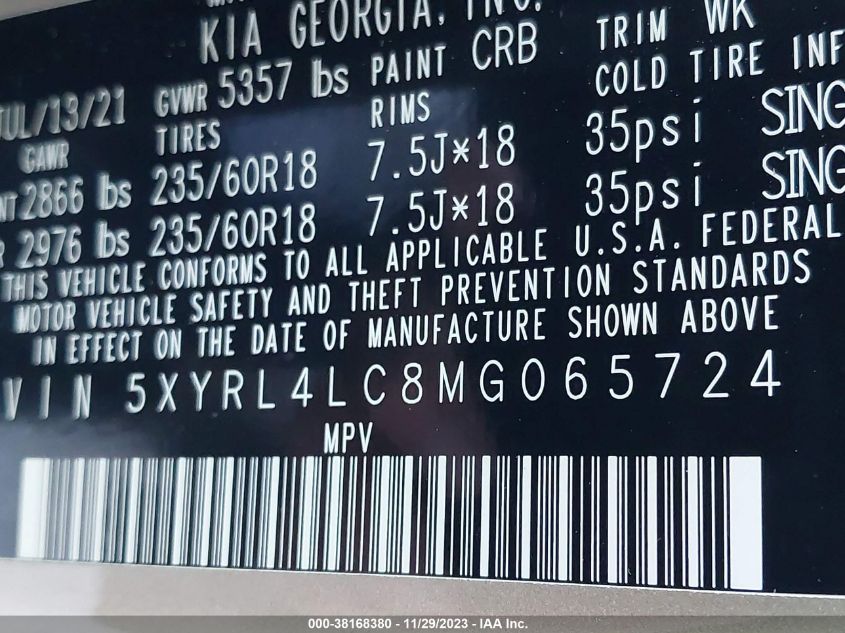 KIA GEORGIA, INC.
JUL/13/21 GVWR 5357 lbs PAINT CRB TRIM WK
GAWR TIRES RIMS COLD TIRE INF
NT 2866 lbs 235/60R18 7.5J*18 35psi SING
R 2976 lbs 235/60R18 7.5J*18 35psi SING
THIS VEHICLE CONFORMS TO ALL APPLICABLE U.S.A. FEDERAL
MOTOR VEHICLE SAFETY AND THEFT PREVENTION STANDARDS
IN EFFECT ON THE DATE OF MANUFACTURE SHOWN ABOVE
VIN 5XYRL4LC8MG065724
MPV
000-38168380 - 11/29/2023 - IAA Inc.